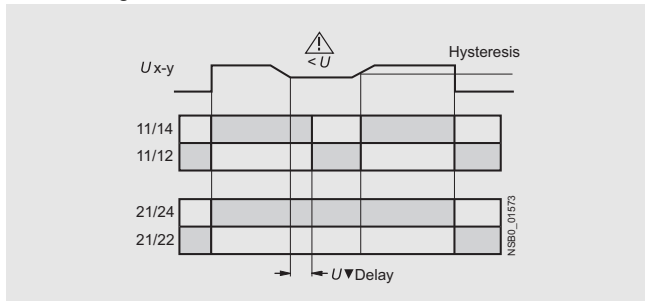 Hysteresis
< U
U x-y
11/14
11/12
21/24
21/22
U▼Delay
NSB0_01573